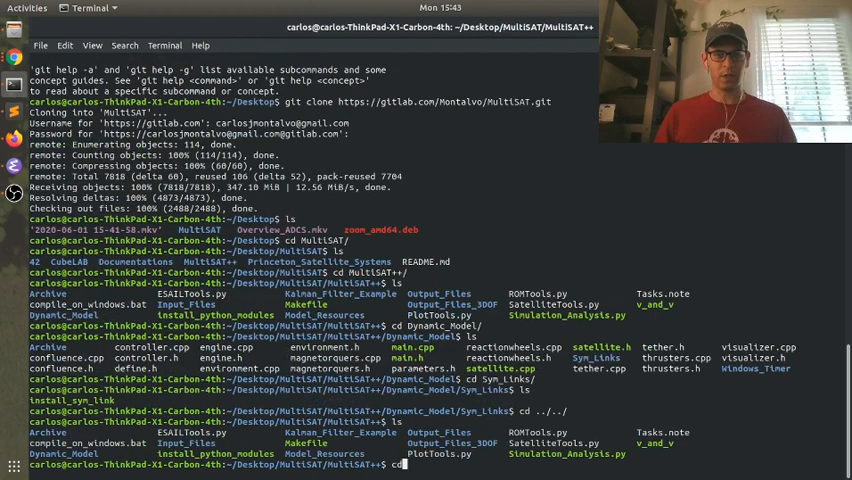 Activities Terminal ▾ Mon 15:43
carlos@carlos-ThinkPad-X1-Carbon-4th: ~/Desktop/MultiSAT/MultiSAT++
File Edit View Search Terminal Help
'git help -a' and 'git help -g' list available subcommands and some
concept guides. See 'git help <command>' or 'git help <concept>'
to read about a specific subcommand or concept.
carlos@carlos-ThinkPad-X1-Carbon-4th:~/Desktop$ git clone https://gitlab.com/Montalvo/MultiSAT.git
Cloning into 'MultiSAT'...
Username for 'https://gitlab.com': carlosjmontalvo@gmail.com
Password for 'https://carlosjmontalvo@gmail.com@gitlab.com':
remote: Enumerating objects: 114, done.
remote: Counting objects: 100% (114/114), done.
remote: Compressing objects: 100% (60/60), done.
remote: Total 7818 (delta 60), reused 106 (delta 52), pack-reused 7704
Receiving objects: 100% (7818/7818), 347.10 MiB | 12.56 MiB/s, done.
Resolving deltas: 100% (4873/4873), done.
Checking out files: 100% (2488/2488), done.
carlos@carlos-ThinkPad-X1-Carbon-4th:~/Desktop$ ls
'2020-06-01 15-41-58.mkv' MultiSAT Overview_ADCS.mkv zoom_amd64.deb
carlos@carlos-ThinkPad-X1-Carbon-4th:~/Desktop$ cd MultiSAT/
carlos@carlos-ThinkPad-X1-Carbon-4th:~/Desktop/MultiSAT$ ls
42 CubeLAB Documentations MultiSAT++ Princeton_Satellite_Systems README.md
carlos@carlos-ThinkPad-X1-Carbon-4th:~/Desktop/MultiSAT$ cd MultiSAT++/
carlos@carlos-ThinkPad-X1-Carbon-4th:~/Desktop/MultiSAT/MultiSAT++$ ls
Archive ESAILTools.py Kalman_Filter_Example Output_Files ROMTools.py Tasks.note
compile_on_windows.bat Input_Files Makefile Output_Files_3DOF SatelliteTools.py v_and_v
Dynamic_Model install_python_modules Model_Resources PlotTools.py Simulation_Analysis.py
carlos@carlos-ThinkPad-X1-Carbon-4th:~/Desktop/MultiSAT/MultiSAT++$ cd Dynamic_Model/
carlos@carlos-ThinkPad-X1-Carbon-4th:~/Desktop/MultiSAT/MultiSAT++/Dynamic_Model$ ls
Archive controller.cpp engine.cpp environment.h main.cpp reactionwheels.cpp satellite.h tether.h visualizer.cpp
confluence.cpp controller.h engine.h magnetorquers.cpp main.h reactionwheels.h Sym_Links thrusters.cpp visualizer.h
confluence.h define.h environment.cpp magnetorquers.h parameters.h satellite.cpp tether.cpp thrusters.h Windows_Timer
carlos@carlos-ThinkPad-X1-Carbon-4th:~/Desktop/MultiSAT/MultiSAT++/Dynamic_Model$ cd Sym_Links/
carlos@carlos-ThinkPad-X1-Carbon-4th:~/Desktop/MultiSAT/MultiSAT++/Dynamic_Model/Sym_Links$ ls
install_sym_link
carlos@carlos-ThinkPad-X1-Carbon-4th:~/Desktop/MultiSAT/MultiSAT++/Dynamic_Model/Sym_Links$ cd ../../
carlos@carlos-ThinkPad-X1-Carbon-4th:~/Desktop/MultiSAT/MultiSAT++$ ls
Archive ESAILTools.py Kalman_Filter_Example Output_Files ROMTools.py Tasks.note
compile_on_windows.bat Input_Files Makefile Output_Files_3DOF SatelliteTools.py v_and_v
Dynamic_Model install_python_modules Model_Resources PlotTools.py Simulation_Analysis.py
carlos@carlos-ThinkPad-X1-Carbon-4th:~/Desktop/MultiSAT/MultiSAT++$ cd